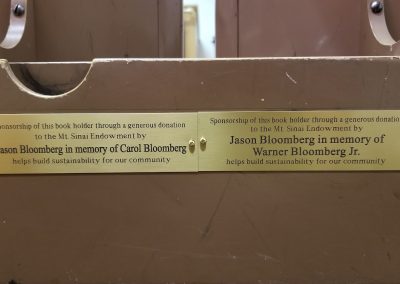 ponsorship of this book holder through a generous donation
to the Mt. Sinai Endowment by
ason Bloomberg in memory of Carol Bloomberg
helps build sustainability for our community
Sponsorship of this book holder through a generous donation
to the Mt. Sinai Endowment by
Jason Bloomberg in memory of
Warner Bloomberg Jr.
helps build sustainability for our community